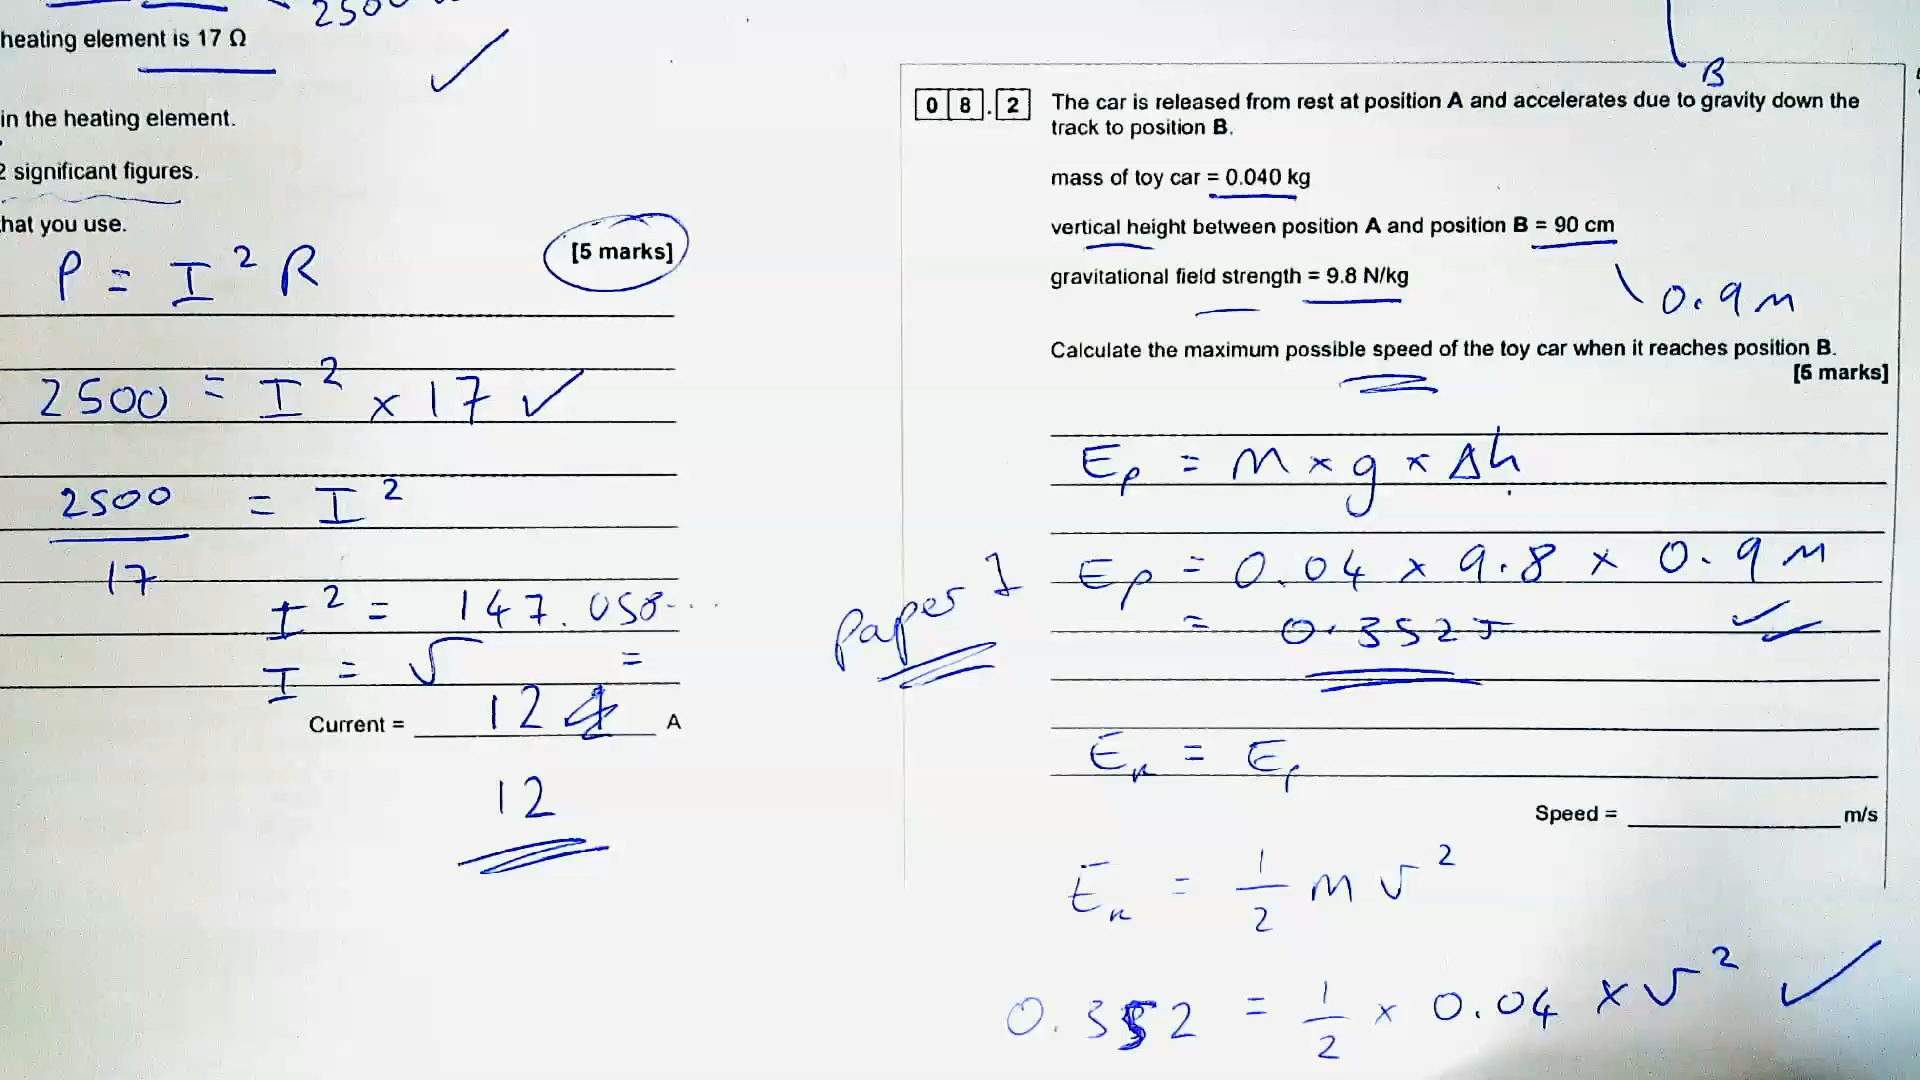 2500
heating element is 17 Ω
in the heating element.
2 significant figures.
hat you use.
[5 marks]
P = I² R
2500 = I² × 17 ✓
2500 = I²
17
I² = 147.058...
I = √ =
Current = 12 A
12
Paper 1
B
08.2 The car is released from rest at position A and accelerates due to gravity down the
track to position B.
mass of toy car = 0.040 kg
vertical height between position A and position B = 90 cm
gravitational field strength = 9.8 N/kg
0.9 m
Calculate the maximum possible speed of the toy car when it reaches position B.
[5 marks]
Ep = m × g × Δh
Ep = 0.04 × 9.8 × 0.9 m
= 0.352 J
Ek = Ep
Speed = m/s
Ek = 1/2 m v²
0.352 = 1/2 × 0.04 × v² ✓